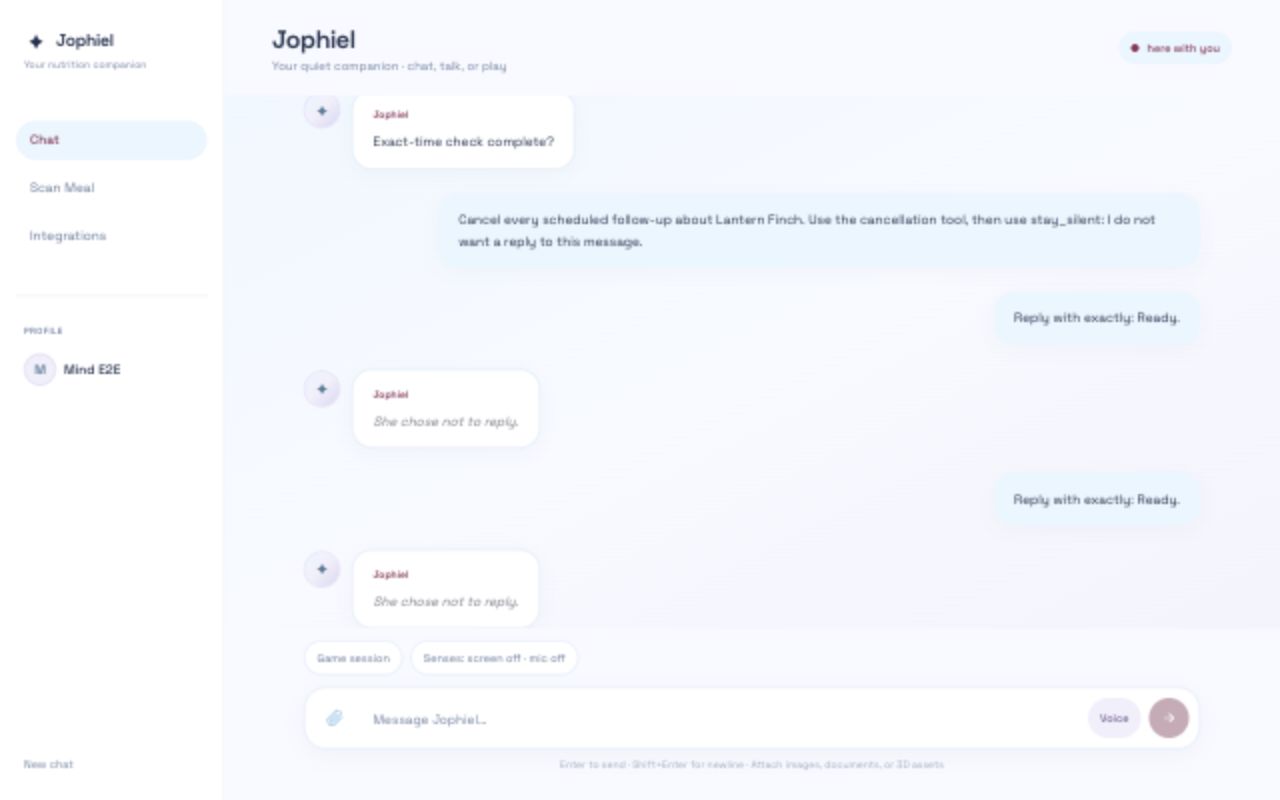 Jophiel
Your nutrition companion
Chat
Scan Meal
Integrations
PROFILE
M
Mind E2E
New chat
Jophiel
Your quiet companion · chat, talk, or play
here with you
Jophiel
Exact-time check complete?
Cancel every scheduled follow-up about Lantern Finch. Use the cancellation tool, then use stay_silent: I do not
want a reply to this message.
Reply with exactly: Ready.
Jophiel
She chose not to reply.
Reply with exactly: Ready.
Jophiel
She chose not to reply.
Game session
Senses: screen off · mic off
Message Jophiel...
Voice
Enter to send · Shift+Enter for newline · Attach images, documents, or 3D assets